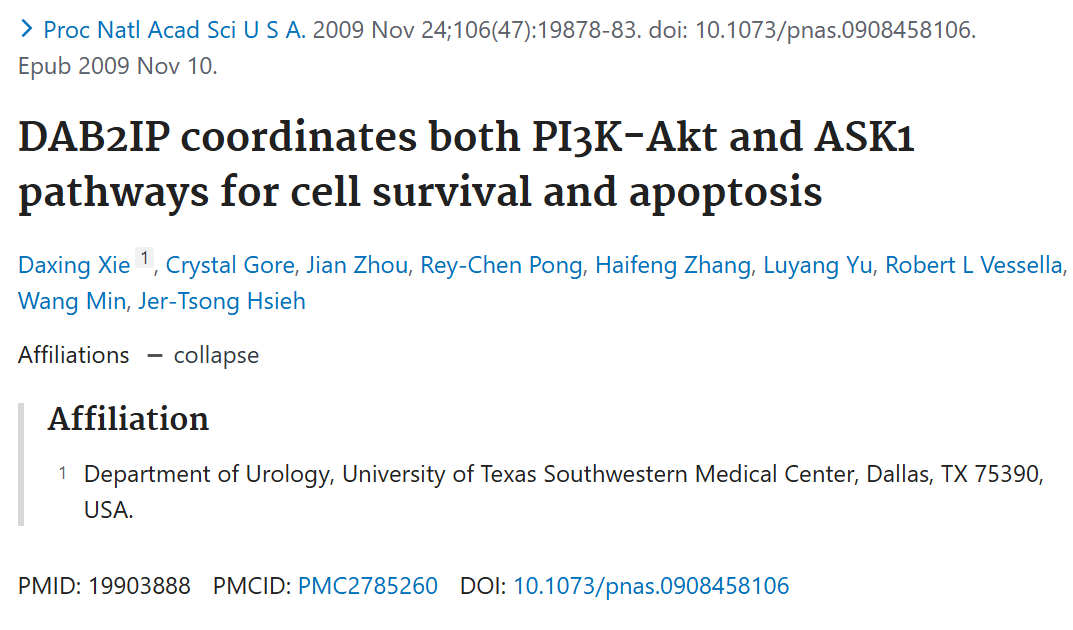 Proc Natl Acad Sci U S A. 2009 Nov 24;106(47):19878-83. doi: 10.1073/pnas.0908458106.
Epub 2009 Nov 10.
DAB2IP coordinates both PI3K-Akt and ASK1
pathways for cell survival and apoptosis
Daxing Xie 1, Crystal Gore, Jian Zhou, Rey-Chen Pong, Haifeng Zhang, Luyang Yu, Robert L Vessella,
Wang Min, Jer-Tsong Hsieh
Affiliations — collapse
Affiliation
1 Department of Urology, University of Texas Southwestern Medical Center, Dallas, TX 75390,
USA.
PMID: 19903888 PMCID: PMC2785260 DOI: 10.1073/pnas.0908458106